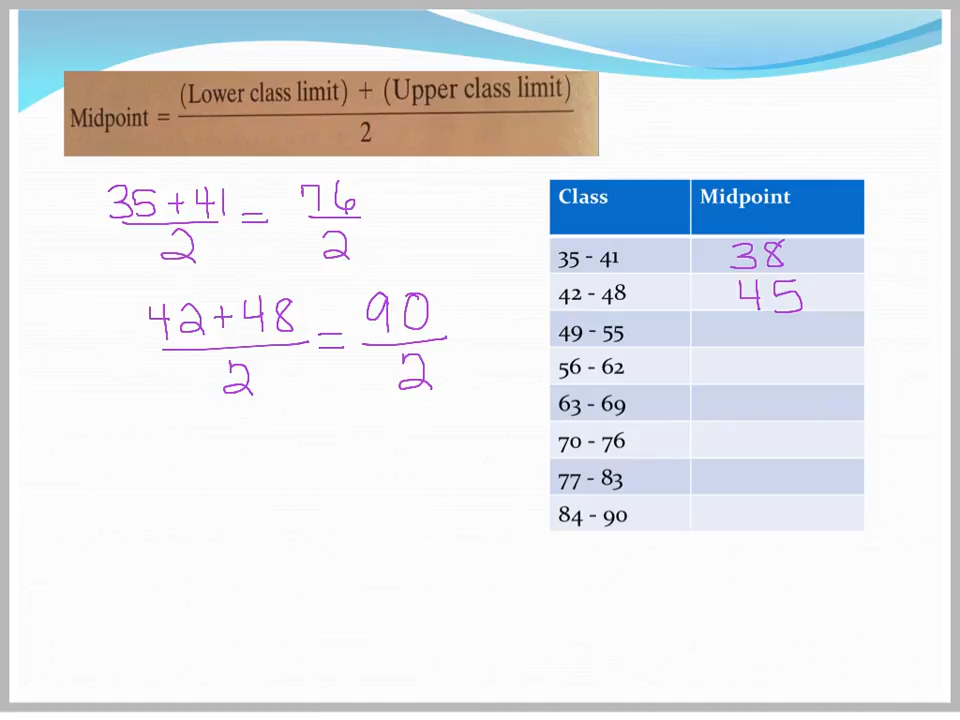 Midpoint = (Lower class limit) + (Upper class limit)
2
35 + 41 = 76
2 2
42 + 48 = 90
2 2
Class Midpoint
35 - 41 38
42 - 48 45
49 - 55
56 - 62
63 - 69
70 - 76
77 - 83
84 - 90